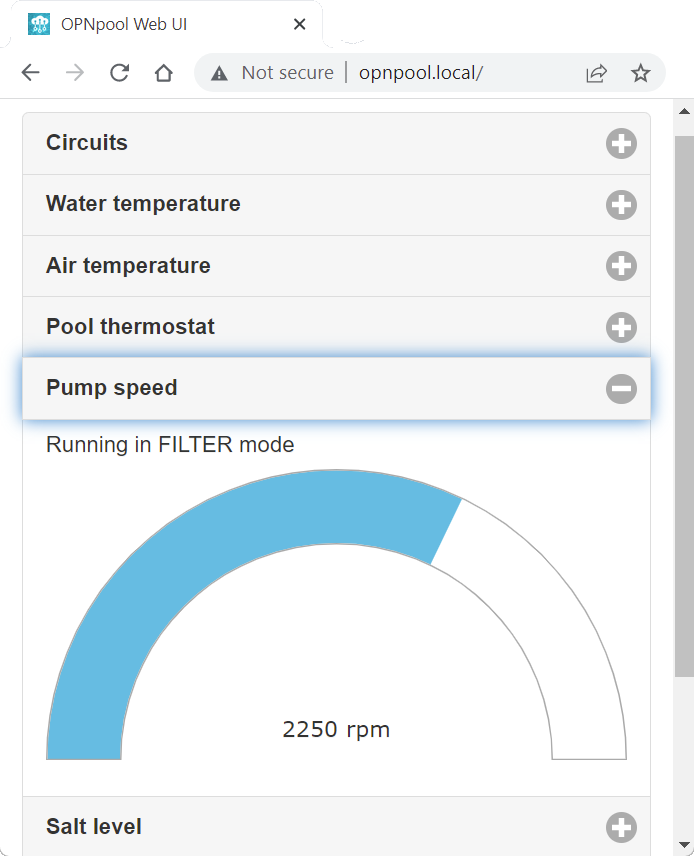 OPNpool Web UI
Not secure | opnpool.local/
Circuits
Water temperature
Air temperature
Pool thermostat
Pump speed
Running in FILTER mode
2250 rpm
Salt level